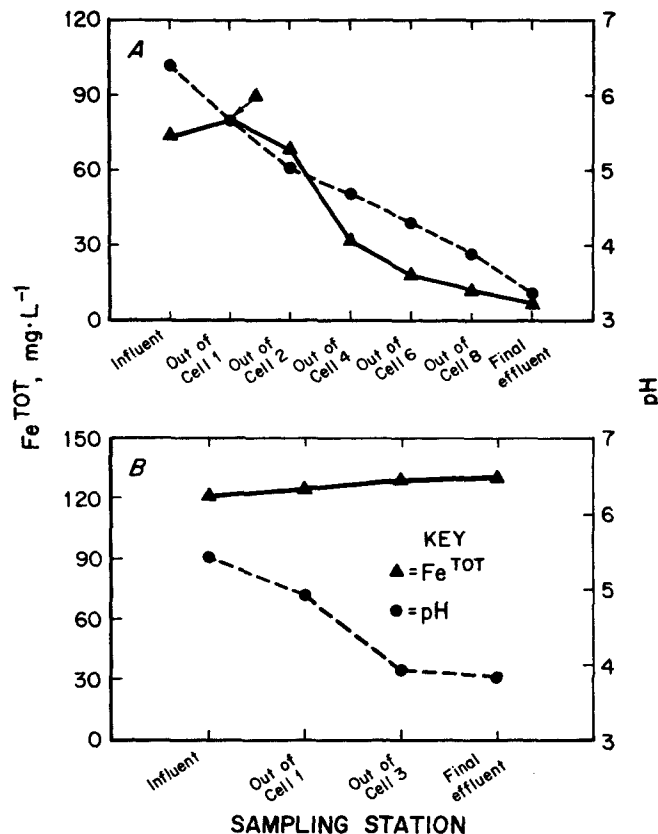 A
120
90
60
30
0
7
6
5
4
3
Influent
Out of
Cell 1
Out of
Cell 2
Out of
Cell 4
Out of
Cell 6
Out of
Cell 8
Final
effluent
Fe^TOT, mg·L⁻¹
pH
B
150
120
90
60
30
0
7
6
5
4
3
KEY
▲ = Fe^TOT
● = pH
Influent
Out of
Cell 1
Out of
Cell 3
Final
effluent
SAMPLING STATION